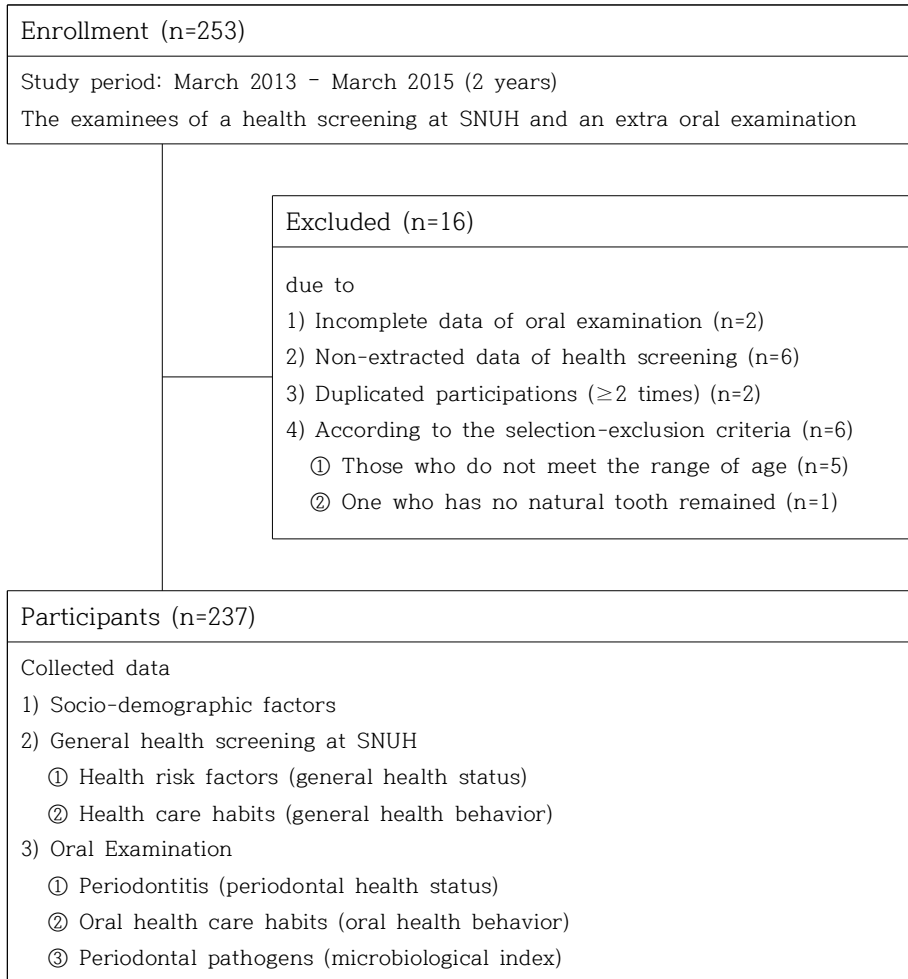 Enrollment (n=253)
Study period: March 2013 - March 2015 (2 years)
The examinees of a health screening at SNUH and an extra oral examination
Excluded (n=16)
due to
1) Incomplete data of oral examination (n=2)
2) Non-extracted data of health screening (n=6)
3) Duplicated participations (≥2 times) (n=2)
4) According to the selection-exclusion criteria (n=6)
① Those who do not meet the range of age (n=5)
② One who has no natural tooth remained (n=1)
Participants (n=237)
Collected data
1) Socio-demographic factors
2) General health screening at SNUH
① Health risk factors (general health status)
② Health care habits (general health behavior)
3) Oral Examination
① Periodontitis (periodontal health status)
② Oral health care habits (oral health behavior)
③ Periodontal pathogens (microbiological index)